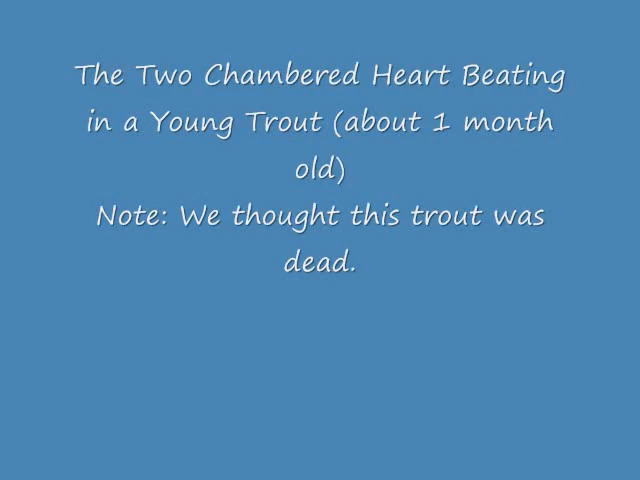 The Two Chambered Heart Beating
in a Young Trout (about 1 month
old)
Note: We thought this trout was
dead.